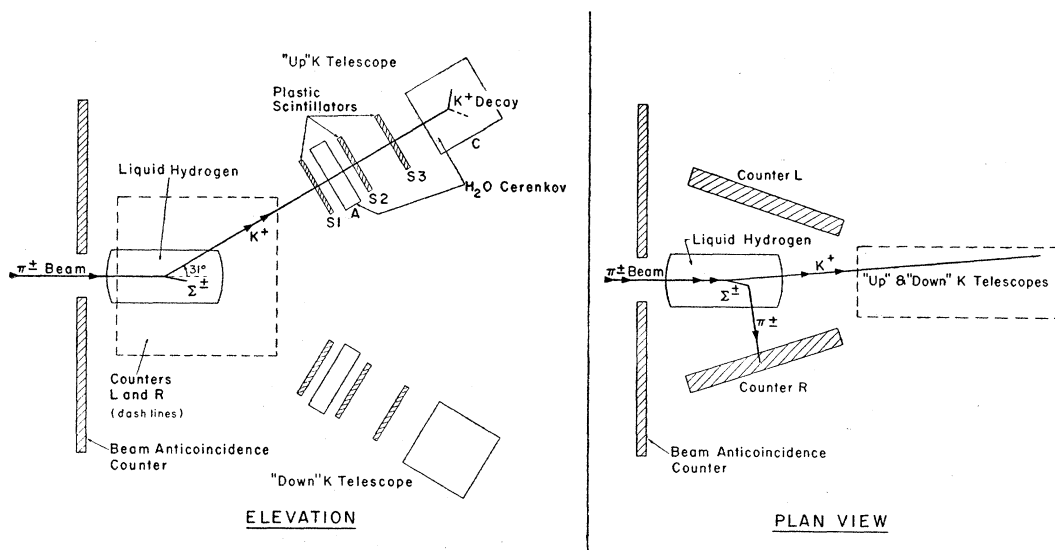 "Up" K Telescope
Plastic
Scintillators
K+ Decay
C
Liquid Hydrogen
H2O Cerenkov
S3
S2
A
S1
K+
31°
π± Beam
Σ±
Counters
L and R
(dash lines)
Beam Anticoincidence
Counter
"Down" K Telescope
ELEVATION
Counter L
Liquid Hydrogen
K+
π± Beam
"Up" & "Down" K Telescopes
Σ±
π±
Counter R
Beam Anticoincidence
Counter
PLAN VIEW